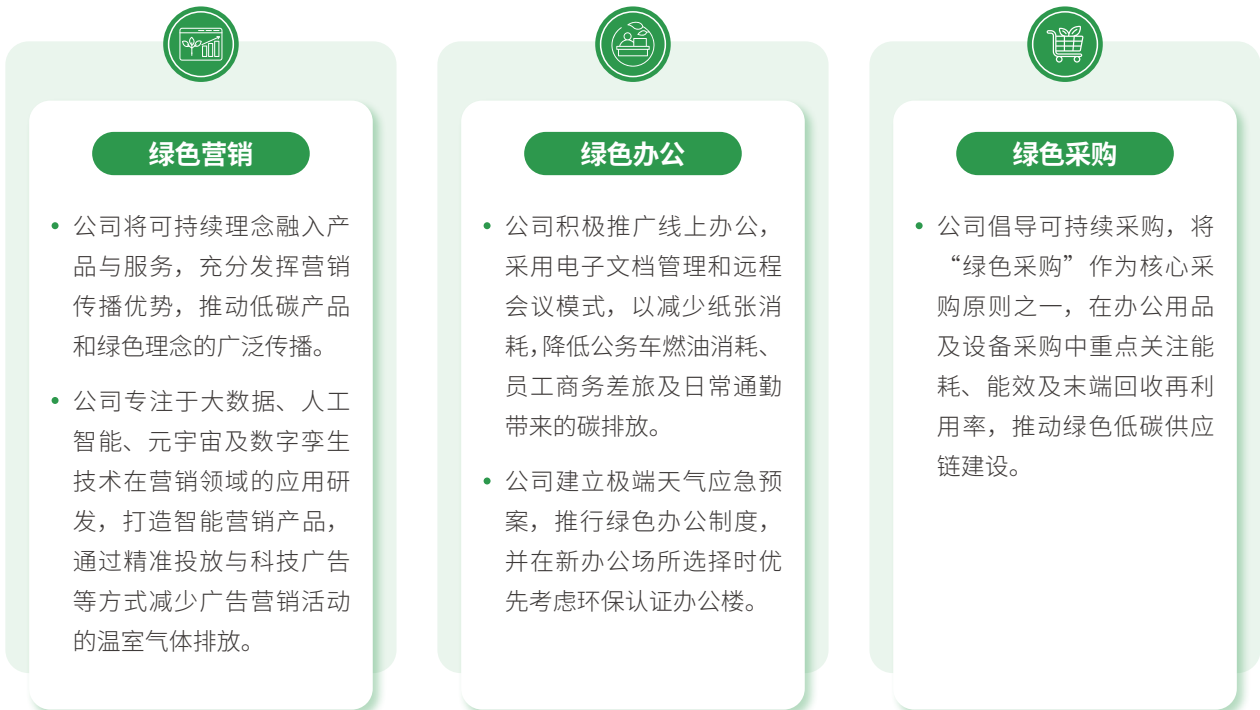 绿色营销
• 公司将可持续理念融入产
品与服务，充分发挥营销
传播优势，推动低碳产品
和绿色理念的广泛传播。
• 公司专注于大数据、人工
智能、元宇宙及数字孪生
技术在营销领域的应用研
发，打造智能营销产品，
通过精准投放与科技广告
等方式减少广告营销活动
的温室气体排放。
绿色办公
• 公司积极推广线上办公，
采用电子文档管理和远程
会议模式，以减少纸张消
耗，降低公务车燃油消耗、
员工商务差旅及日常通勤
带来的碳排放。
• 公司建立极端天气应急预
案，推行绿色办公制度，
并在新办公场所选择时优
先考虑环保认证办公楼。
绿色采购
• 公司倡导可持续采购，将
“绿色采购”作为核心采
购原则之一，在办公用品
及设备采购中重点关注能
耗、能效及末端回收再利
用率，推动绿色低碳供应
链建设。